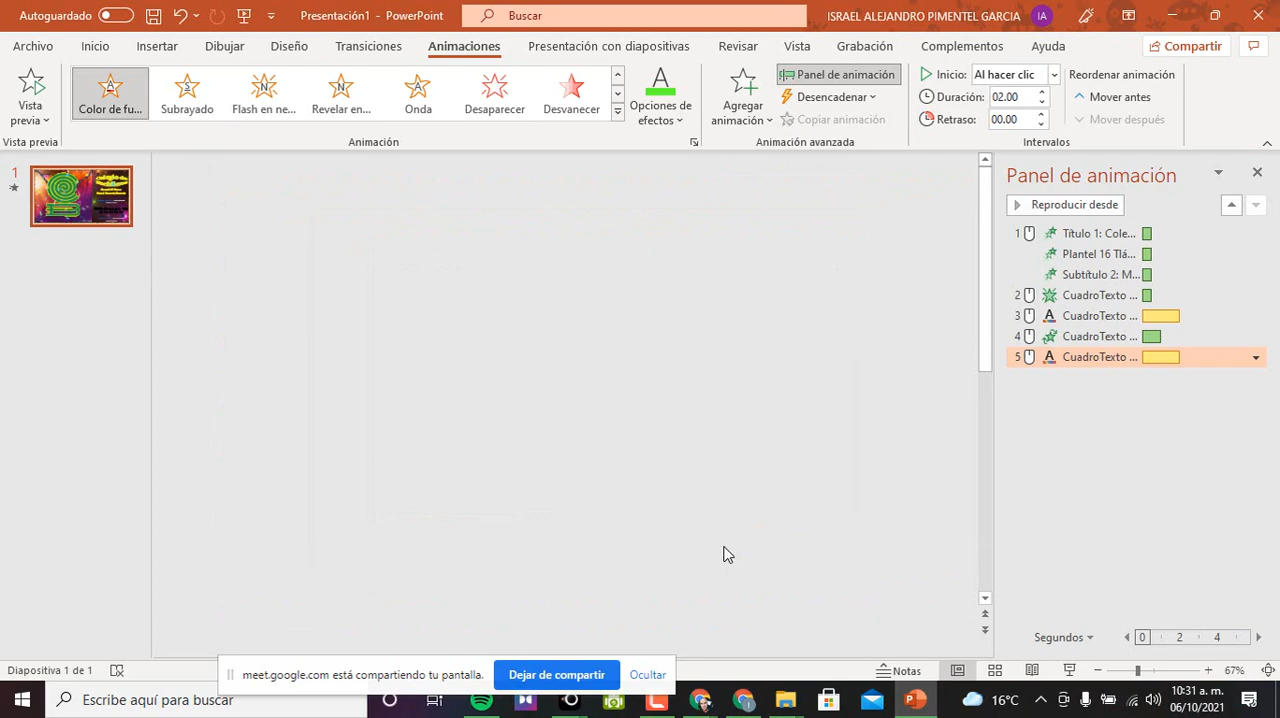 Autoguardado
Presentación1 - PowerPoint
Buscar
ISRAEL ALEJANDRO PIMENTEL GARCIA
IA
Archivo Inicio Insertar Dibujar Diseño Transiciones Animaciones Presentación con diapositivas Revisar Vista Grabación Complementos Ayuda
Compartir
Vista previa
Color de fu... Subrayado Flash en ne... Revelar en... Onda Desaparecer Desvanecer
Opciones de efectos
Agregar animación
Panel de animación
Desencadenar
Copiar animación
Inicio: Al hacer clic
Duración: 02.00
Retraso: 00.00
Reordenar animación
Mover antes
Mover después
Vista previa
Animación
Animación avanzada
Intervalos
1
Panel de animación
Reproducir desde
1 Título 1: Cole...
Plantel 16 Tlá...
Subtítulo 2: M...
2 CuadroTexto ...
3 CuadroTexto ...
4 CuadroTexto ...
5 CuadroTexto ...
Segundos
0 2 4
meet.google.com está compartiendo tu pantalla.
Dejar de compartir
Ocultar
Diapositiva 1 de 1
Notas
67%
Escribe aquí para buscar
16°C
10:31 a. m.
06/10/2021